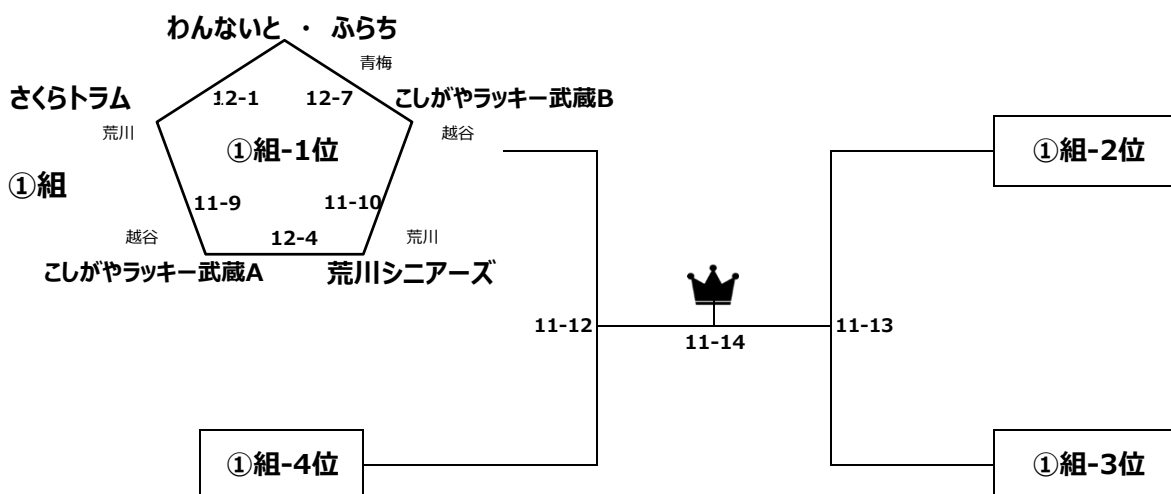 わんないと ・ ふらち
青梅
さくらトラム
12-1
12-7
こしがやラッキー武蔵B
荒川
越谷
①組-1位
①組-2位
①組
11-9
11-10
越谷
12-4
荒川
こしがやラッキー武蔵A
荒川シニアーズ
11-12
11-13
11-14
①組-4位
①組-3位